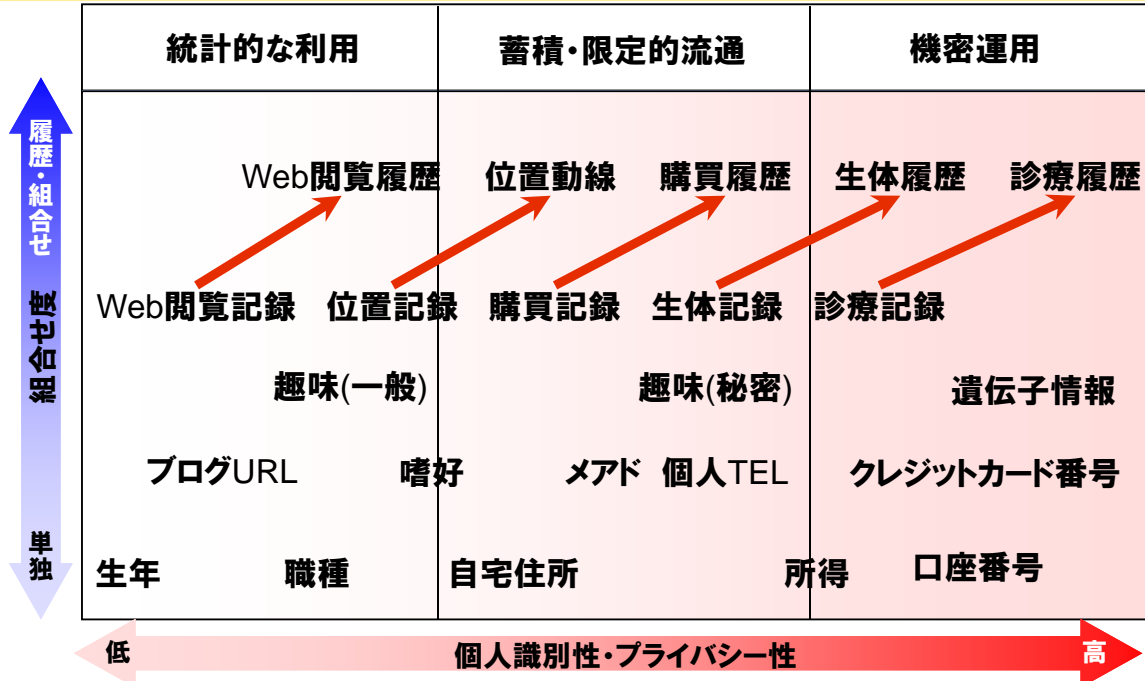 統計的な利用
蓄積・限定的流通
機密運用
履歴・組合せ
組合せ度
単独
Web閲覧履歴
位置動線
購買履歴
生体履歴
診療履歴
Web閲覧記録
位置記録
購買記録
生体記録
診療記録
趣味(一般)
趣味(秘密)
遺伝子情報
ブログURL
嗜好
メアド
個人TEL
クレジットカード番号
生年
職種
自宅住所
所得
口座番号
低
個人識別性・プライバシー性
高